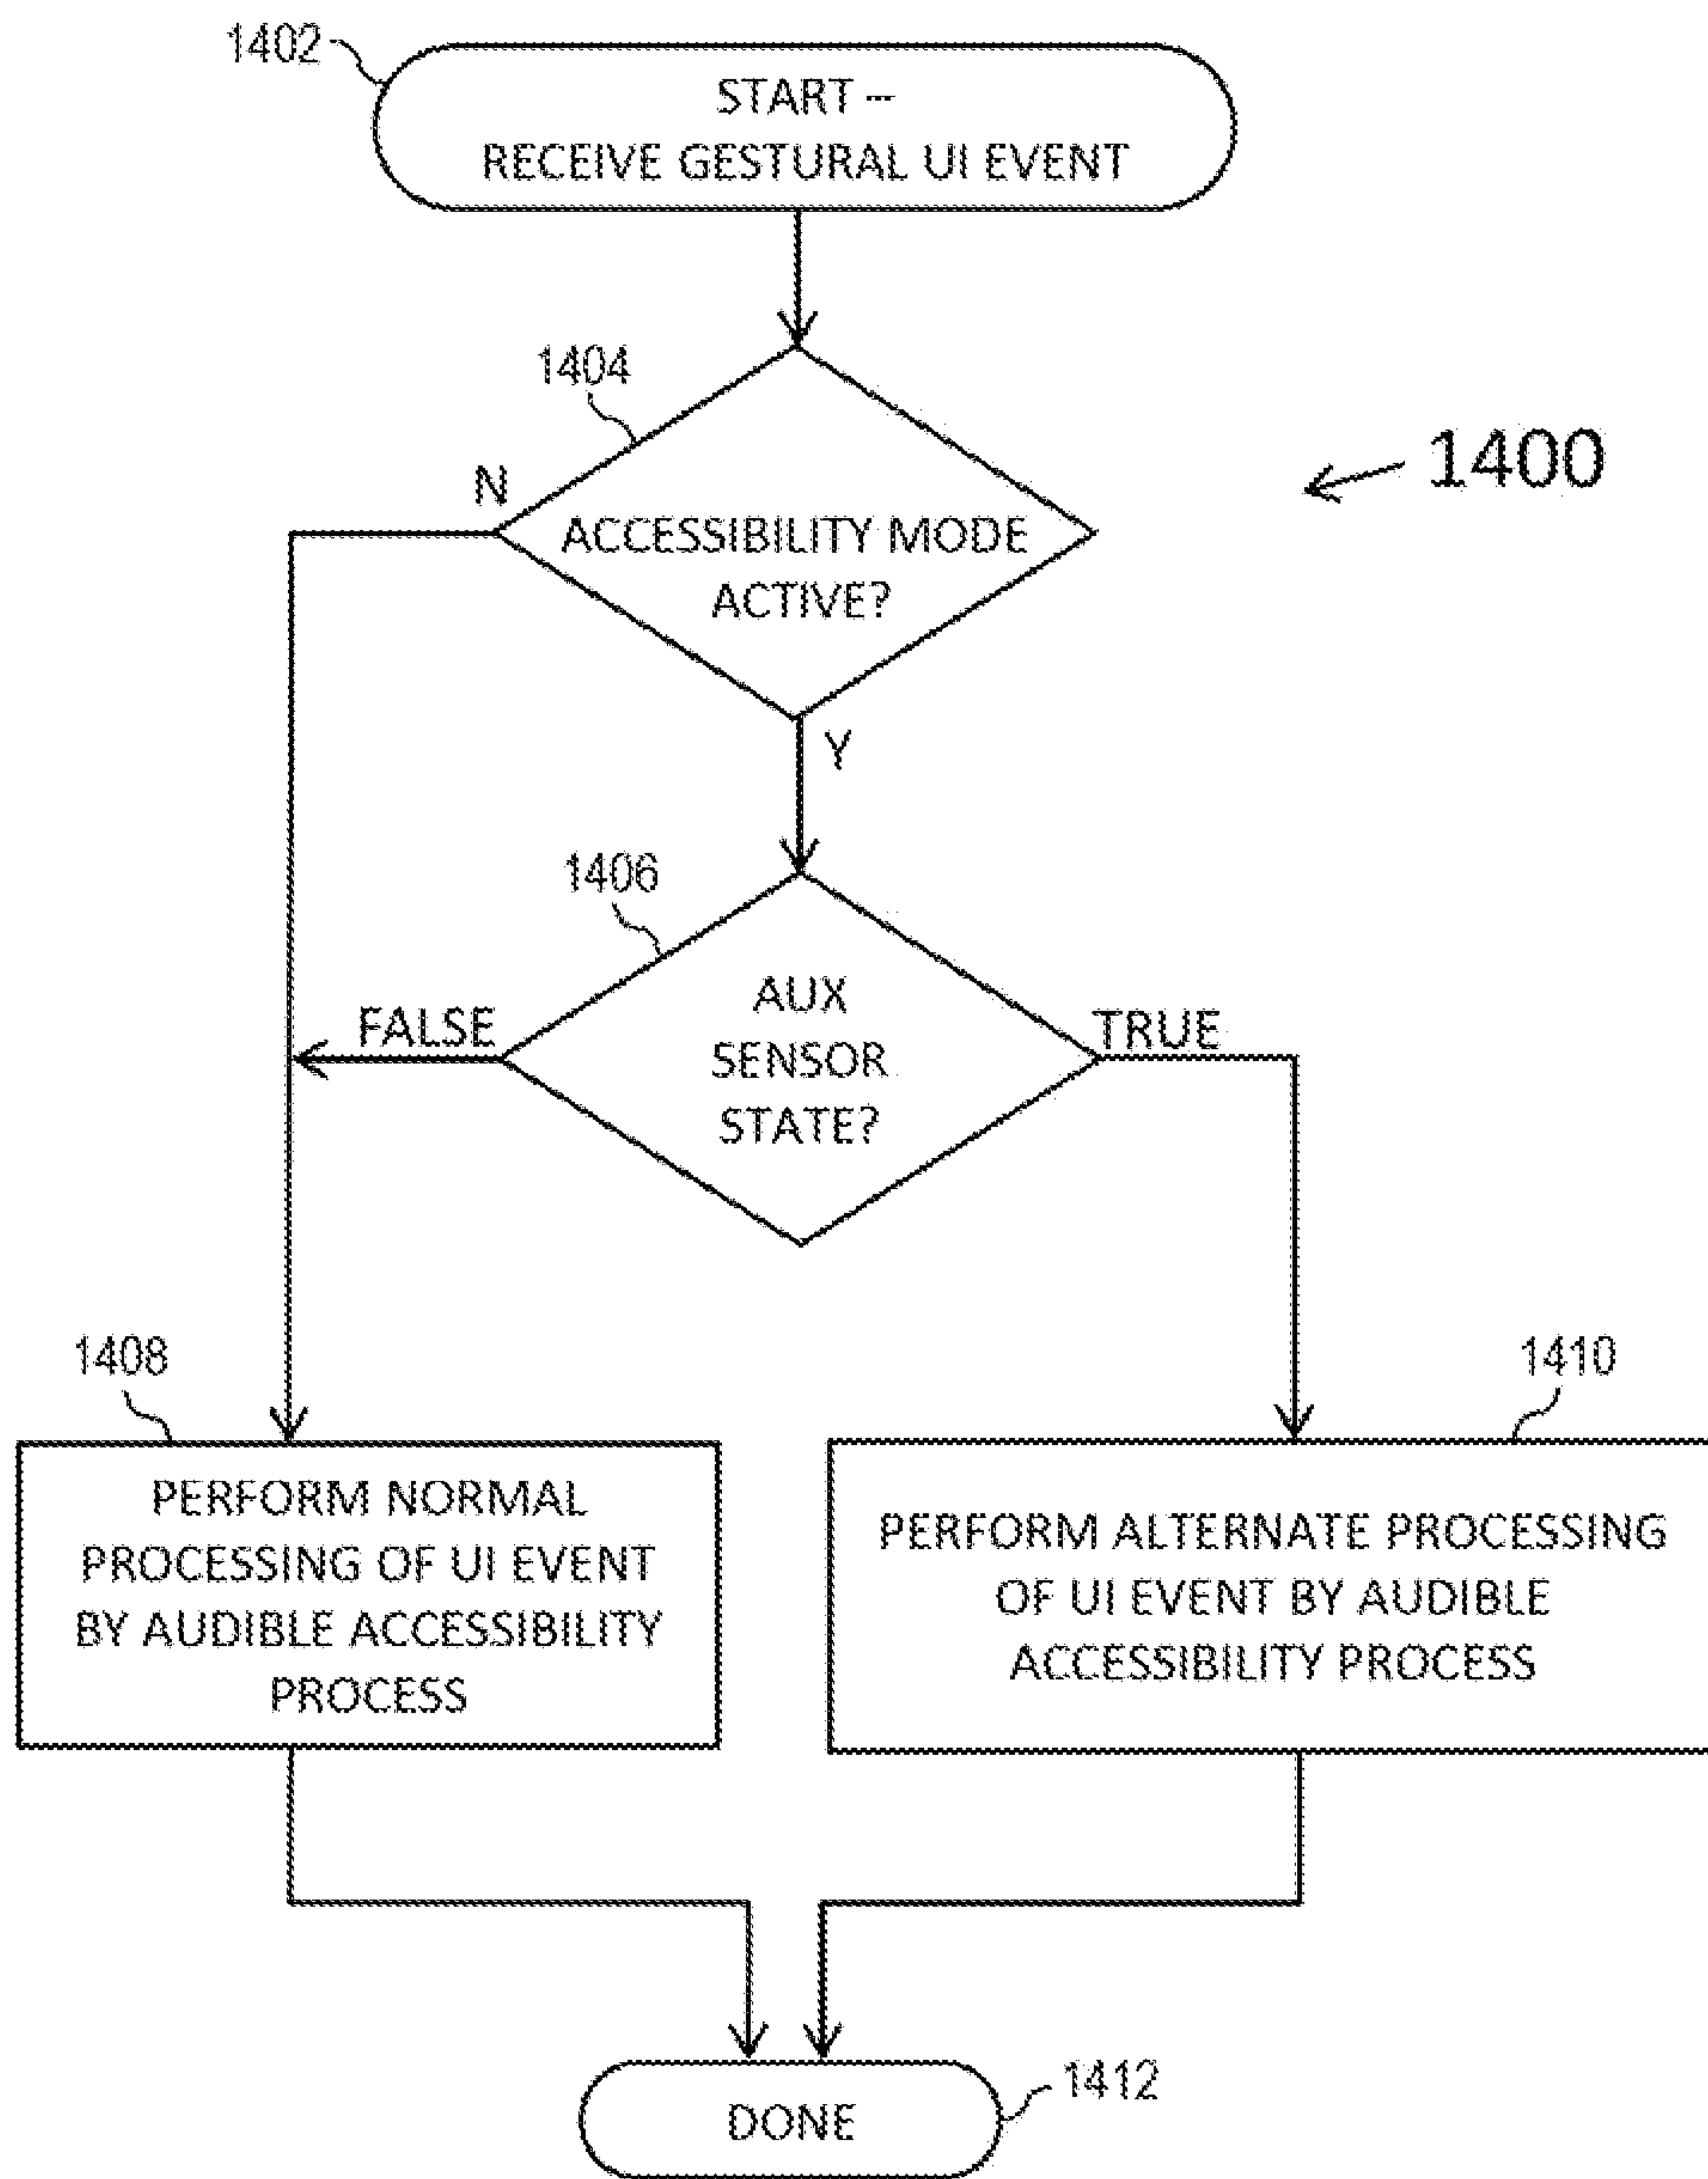 1402
START --
RECEIVE GESTURAL UI EVENT
1404
N
1400
ACCESSIBILITY MODE
ACTIVE?
Y
1406
FALSE
AUX
SENSOR
STATE?
TRUE
1408
1410
PERFORM NORMAL
PROCESSING OF UI EVENT
BY AUDIBLE ACCESSIBILITY
PROCESS
PERFORM ALTERNATE PROCESSING
OF UI EVENT BY AUDIBLE
ACCESSIBILITY PROCESS
1412
DONE